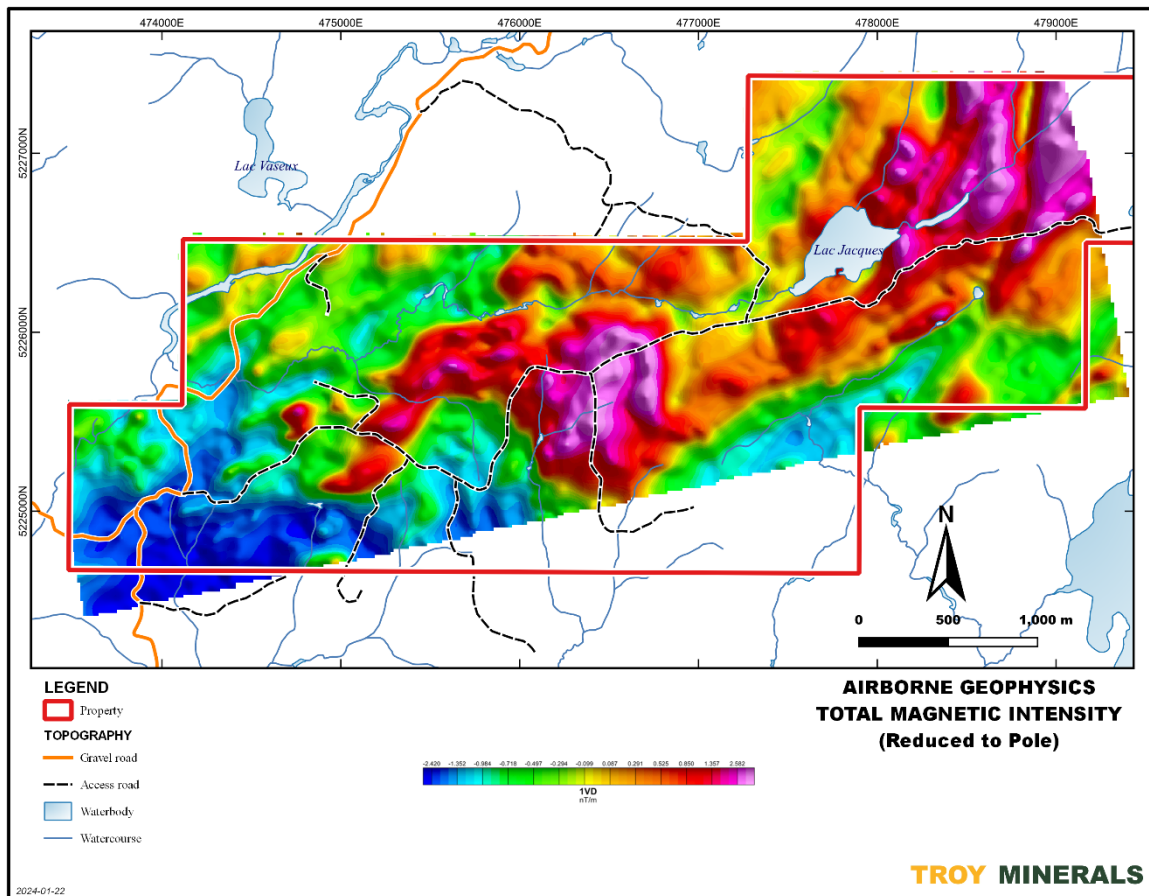 474000E 475000E 476000E 477000E 478000E 479000E
5227000N
5226000N
5225000N
Lac Vaseux
Lac Jacques
N
0 500 1,000 m
LEGEND
Property
TOPOGRAPHY
Gravel road
Access road
Waterbody
Watercourse
-2.420 -1.352 -0.984 -0.718 -0.497 -0.294 -0.099 0.067 0.291 0.525 0.850 1.357 2.582
1VD
nT/m
AIRBORNE GEOPHYSICS
TOTAL MAGNETIC INTENSITY
(Reduced to Pole)
2024-01-22
TROY MINERALS